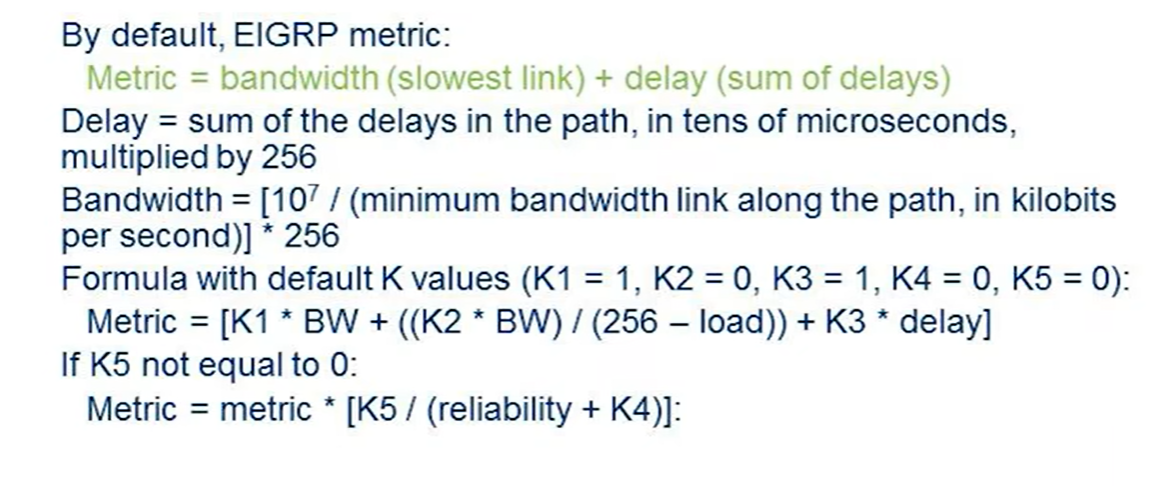 By default, EIGRP metric:
Metric = bandwidth (slowest link) + delay (sum of delays)
Delay = sum of the delays in the path, in tens of microseconds,
multiplied by 256
Bandwidth = [10⁷ / (minimum bandwidth link along the path, in kilobits
per second)] * 256
Formula with default K values (K1 = 1, K2 = 0, K3 = 1, K4 = 0, K5 = 0):
Metric = [K1 * BW + ((K2 * BW) / (256 – load)) + K3 * delay]
If K5 not equal to 0:
Metric = metric * [K5 / (reliability + K4)]: